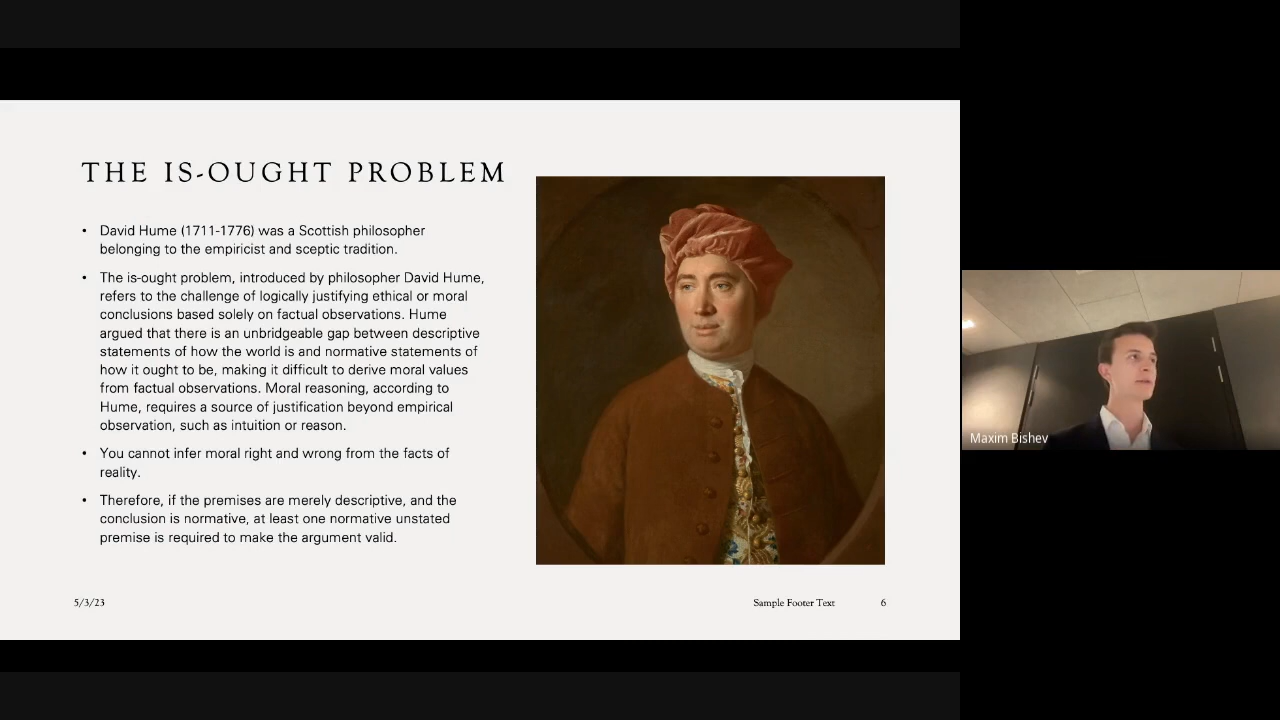 THE IS-OUGHT PROBLEM
• David Hume (1711-1776) was a Scottish philosopher
belonging to the empiricist and sceptic tradition.
• The is-ought problem, introduced by philosopher David Hume,
refers to the challenge of logically justifying ethical or moral
conclusions based solely on factual observations. Hume
argued that there is an unbridgeable gap between descriptive
statements of how the world is and normative statements of
how it ought to be, making it difficult to derive moral values
from factual observations. Moral reasoning, according to
Hume, requires a source of justification beyond empirical
observation, such as intuition or reason.
• You cannot infer moral right and wrong from the facts of
reality.
• Therefore, if the premises are merely descriptive, and the
conclusion is normative, at least one normative unstated
premise is required to make the argument valid.
5/3/23
Sample Footer Text
6
Maxim Bishev